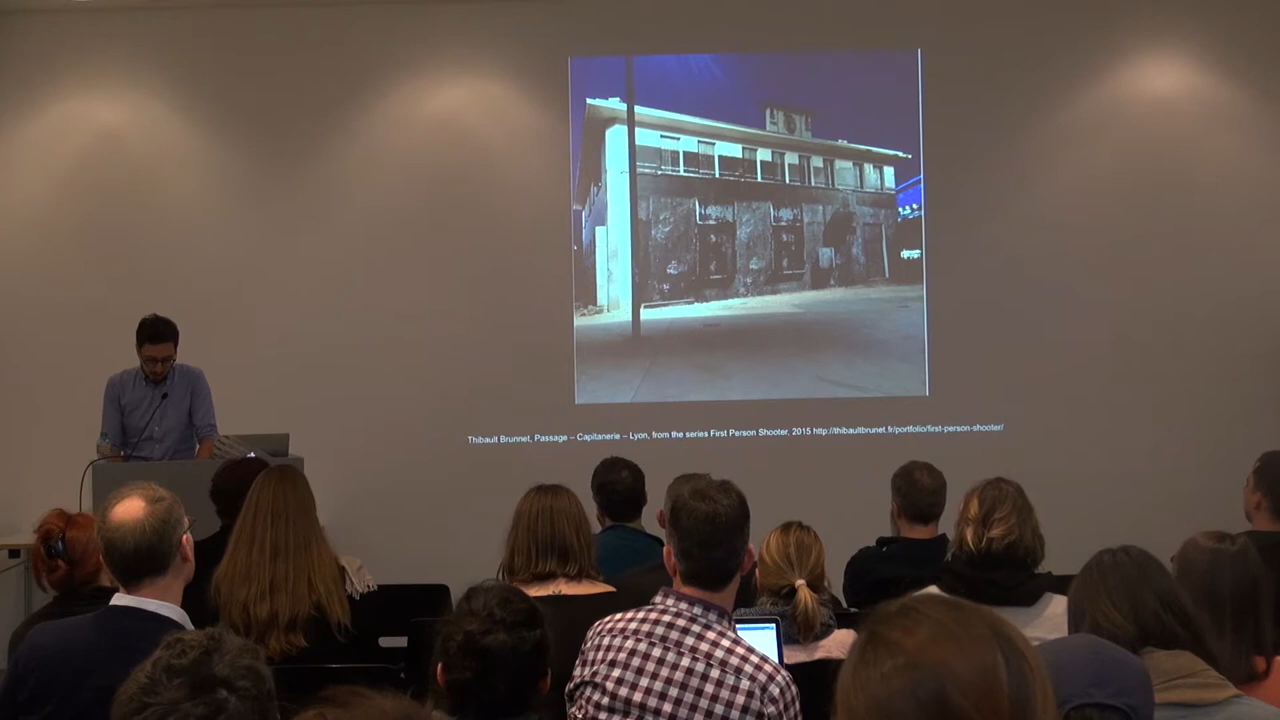 Thibault Brunnet, Passage – Capitanerie – Lyon, from the series First Person Shooter, 2015 http://thibaultbrunet.fr/portfolio/first-person-shooter/